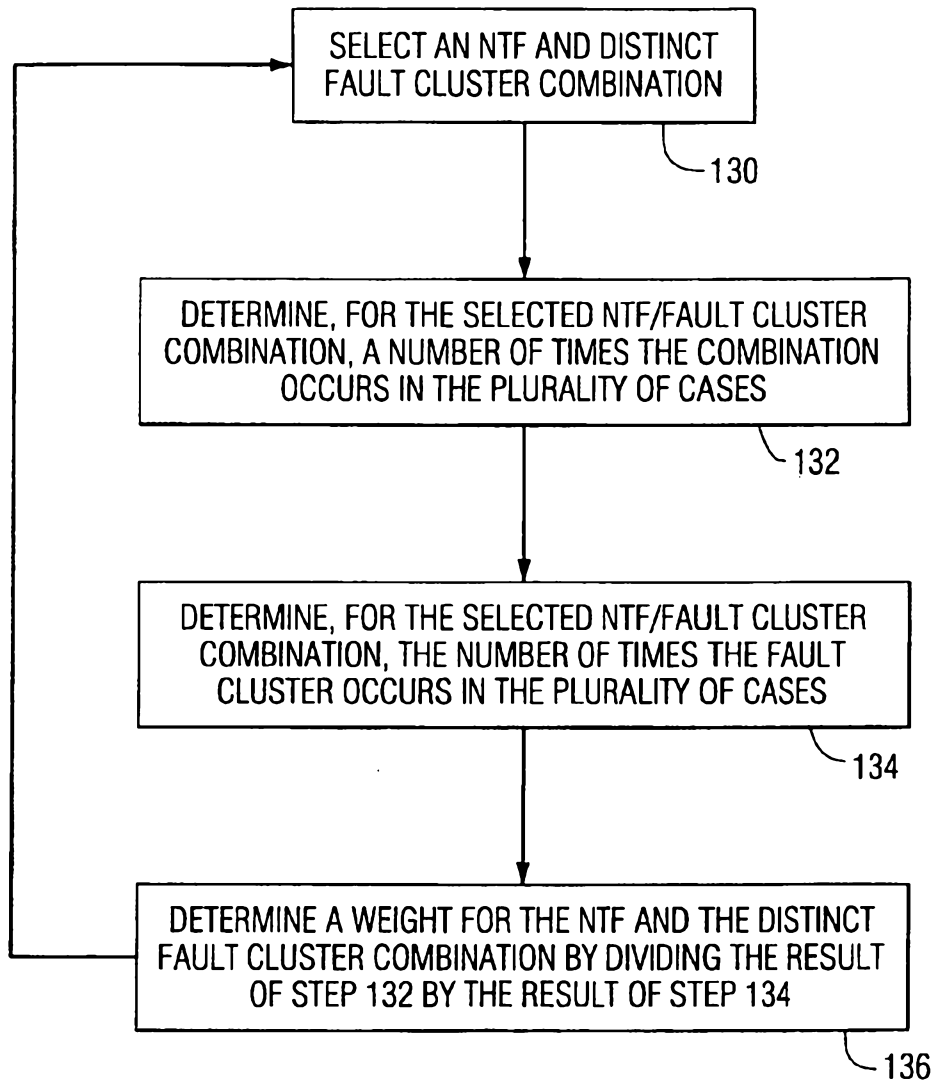 SELECT AN NTF AND DISTINCT
FAULT CLUSTER COMBINATION
130
DETERMINE, FOR THE SELECTED NTF/FAULT CLUSTER
COMBINATION, A NUMBER OF TIMES THE COMBINATION
OCCURS IN THE PLURALITY OF CASES
132
DETERMINE, FOR THE SELECTED NTF/FAULT CLUSTER
COMBINATION, THE NUMBER OF TIMES THE FAULT
CLUSTER OCCURS IN THE PLURALITY OF CASES
134
DETERMINE A WEIGHT FOR THE NTF AND THE DISTINCT
FAULT CLUSTER COMBINATION BY DIVIDING THE RESULT
OF STEP 132 BY THE RESULT OF STEP 134
136